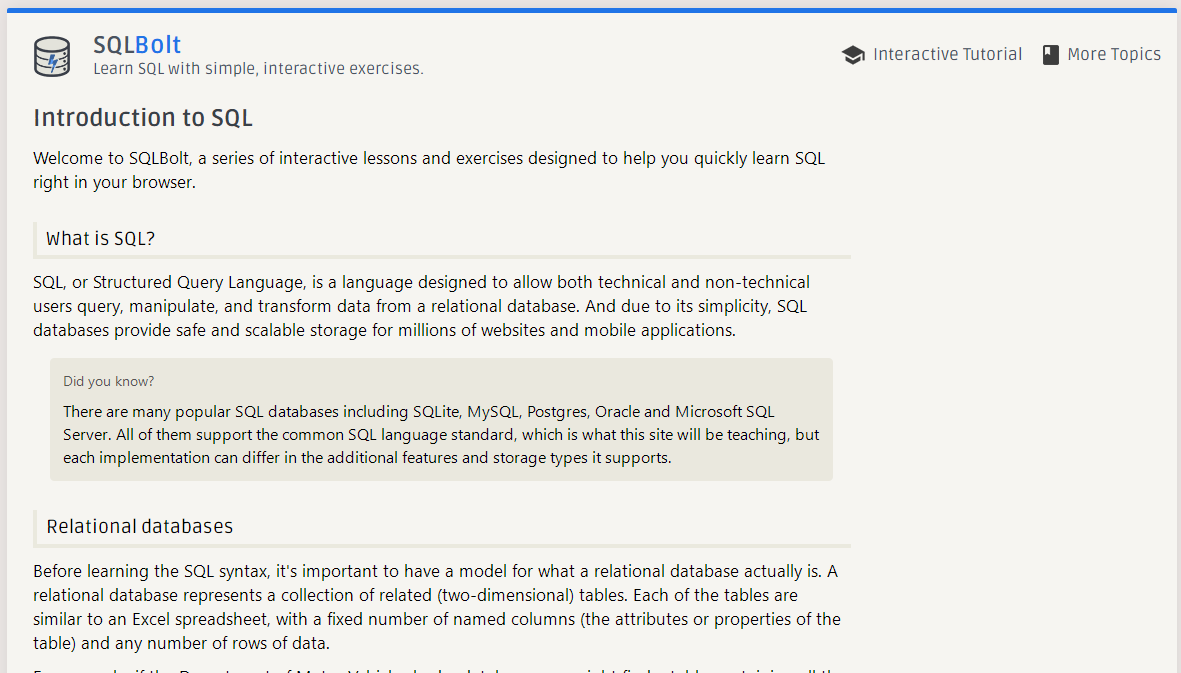 SQLBolt
Learn SQL with simple, interactive exercises.
Interactive Tutorial
More Topics
Introduction to SQL
Welcome to SQLBolt, a series of interactive lessons and exercises designed to help you quickly learn SQL
right in your browser.
What is SQL?
SQL, or Structured Query Language, is a language designed to allow both technical and non-technical
users query, manipulate, and transform data from a relational database. And due to its simplicity, SQL
databases provide safe and scalable storage for millions of websites and mobile applications.
Did you know?
There are many popular SQL databases including SQLite, MySQL, Postgres, Oracle and Microsoft SQL
Server. All of them support the common SQL language standard, which is what this site will be teaching, but
each implementation can differ in the additional features and storage types it supports.
Relational databases
Before learning the SQL syntax, it's important to have a model for what a relational database actually is. A
relational database represents a collection of related (two-dimensional) tables. Each of the tables are
similar to an Excel spreadsheet, with a fixed number of named columns (the attributes or properties of the
table) and any number of rows of data.